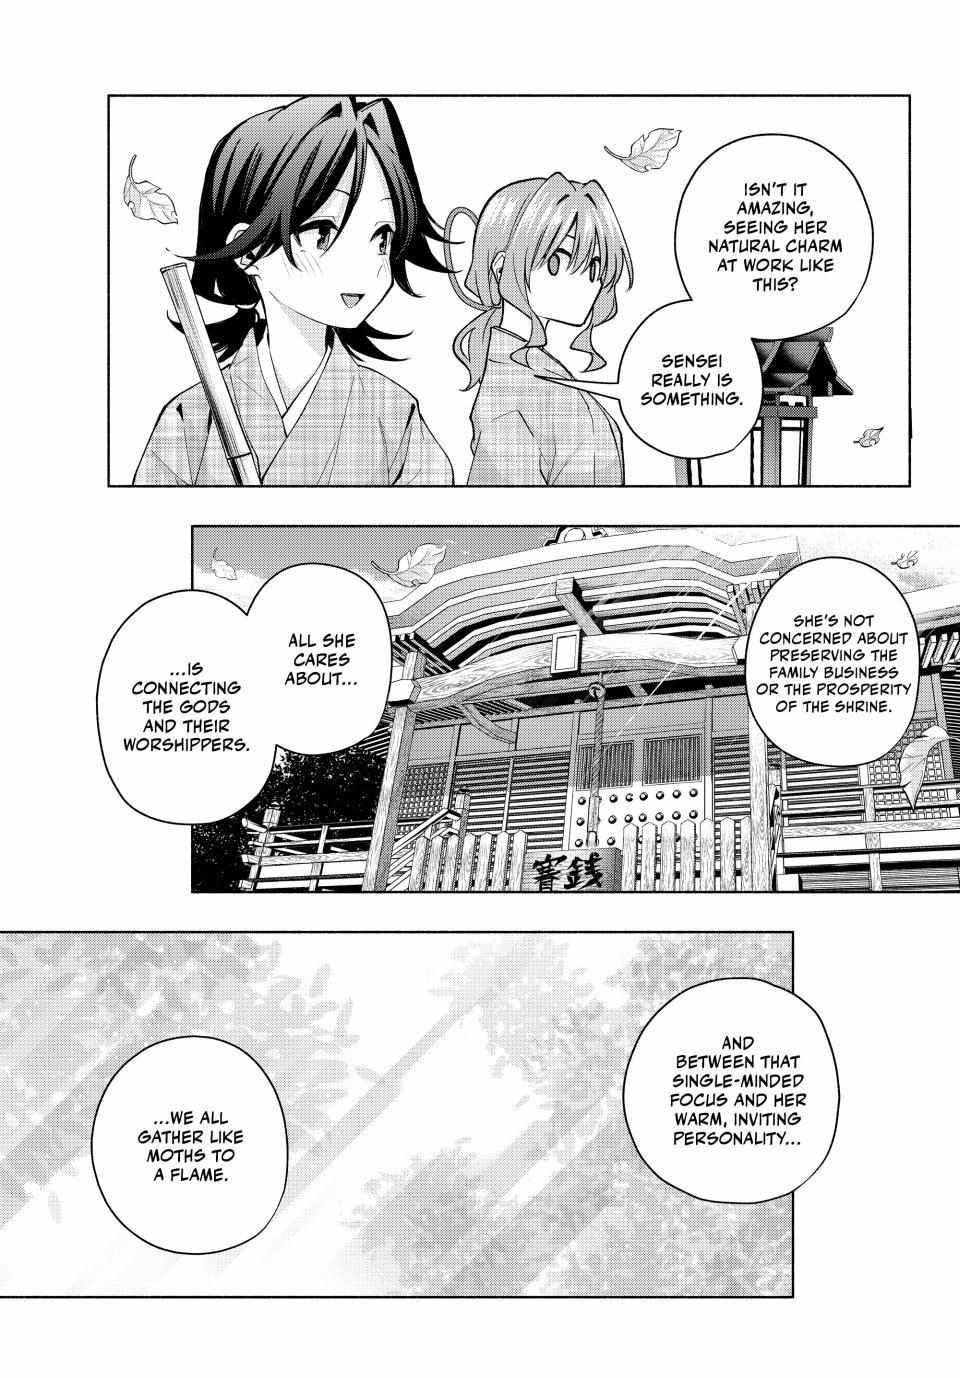 ISN'T IT
AMAZING,
SEEING HER
NATURAL CHARM
AT WORK LIKE
THIS?
SENSEI
REALLY IS
SOMETHING.
SHE'S NOT
CONCERNED ABOUT
PRESERVING THE
FAMILY BUSINESS
OR THE PROSPERITY
OF THE SHRINE.
ALL SHE
CARES
ABOUT...
...IS
CONNECTING
THE GODS
AND THEIR
WORSHIPPERS.
賽銭
AND
BETWEEN THAT
SINGLE-MINDED
FOCUS AND HER
WARM, INVITING
PERSONALITY...
...WE ALL
GATHER LIKE
MOTHS TO
A FLAME.